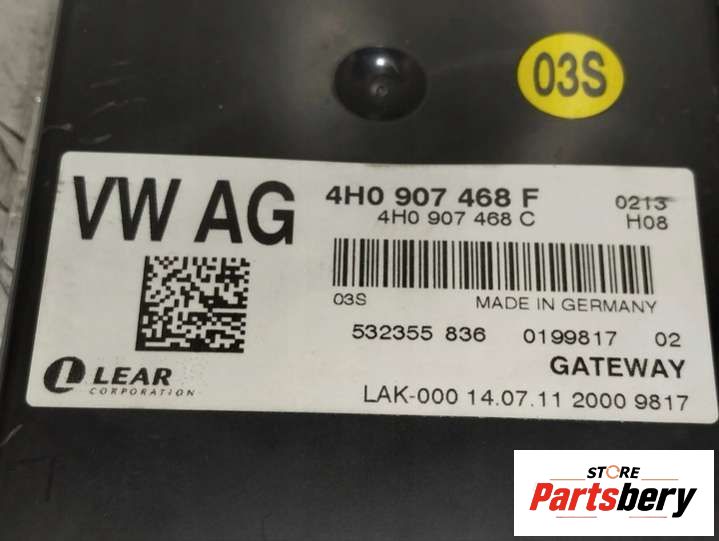 03S
VW AG
4H0 907 468 F
0213
4H0 907 468 C
H08
03S
MADE IN GERMANY
532355 836
0199817
02
GATEWAY
LEAR
CORPORATION
LAK-000 14.07.11 2000 9817
STORE
Partsbery